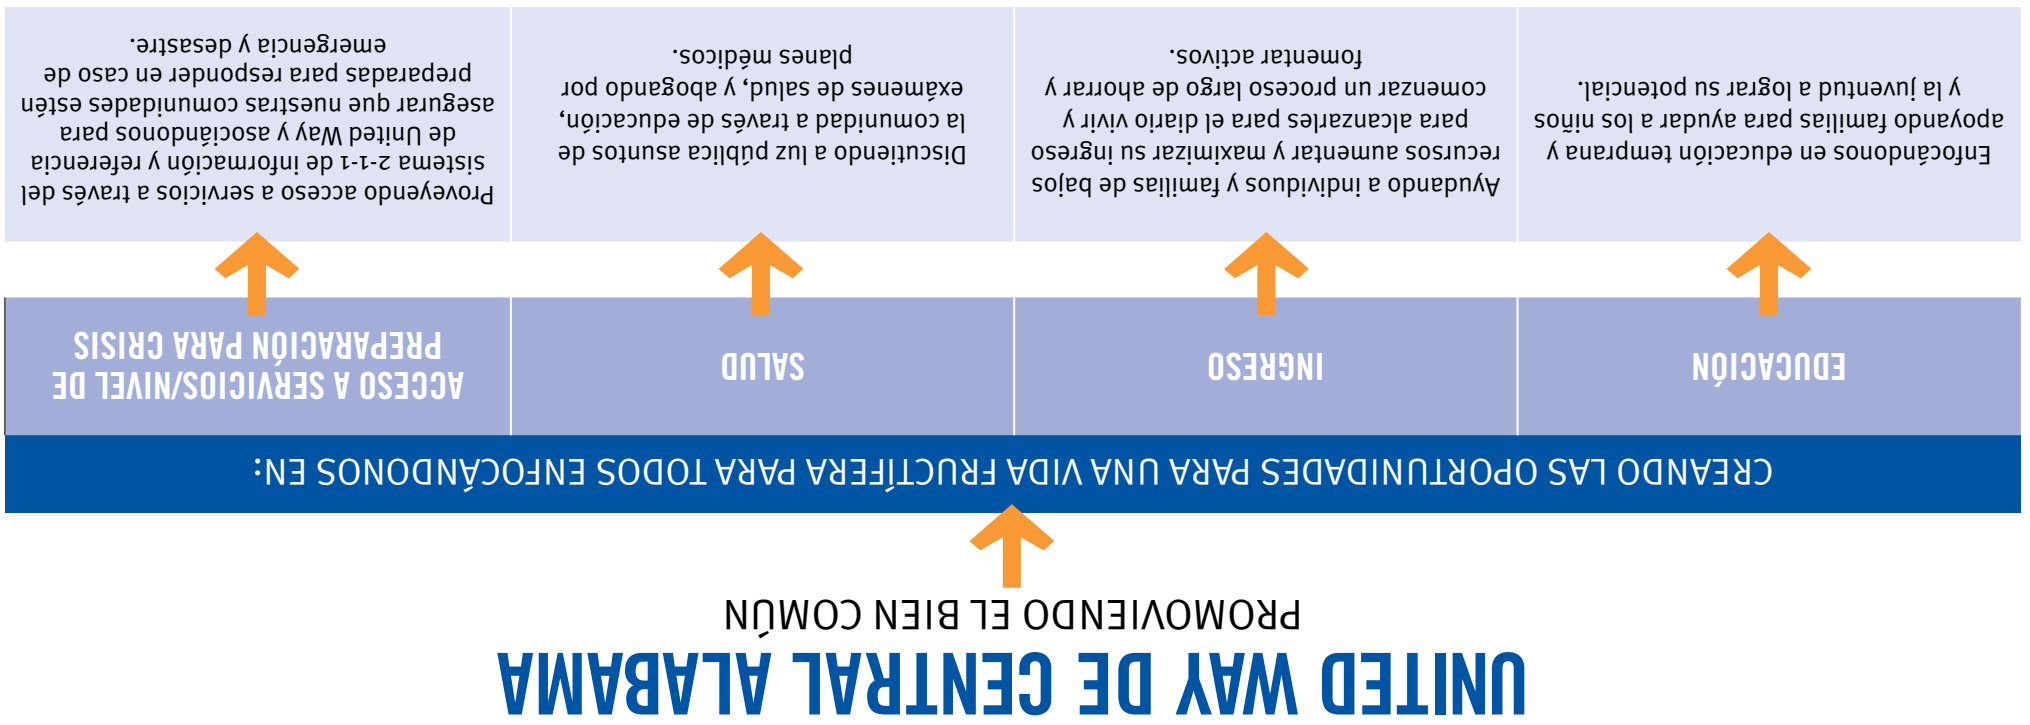 UNITED WAY DE CENTRAL ALABAMA
PROMOVIENDO EL BIEN COMÚN
CREANDO LAS OPORTUNIDADES PARA UNA VIDA FRUCTÍFERA PARA TODOS ENFOCÁNDONOS EN:
EDUCACIÓN
Enfocándonos en educación temprana y
apoyando familias para ayudar a los niños
y la juventud a lograr su potencial.
INGRESO
Ayudando a individuos y familias de bajos
recursos aumentar y maximizar su ingreso
para alcanzarles para el diario vivir y
comenzar un proceso largo de ahorrar y
fomentar activos.
SALUD
Discutiendo a luz pública asuntos de
la comunidad a través de educación,
exámenes de salud, y abogando por
planes médicos.
ACCESO A SERVICIOS/NIVEL DE
PREPARACIÓN PARA CRISIS
Proveyendo acceso a servicios a través del
sistema 2-1-1 de información y referencia
de United Way y asociándonos para
asegurar que nuestras comunidades estén
preparadas para responder en caso de
emergencia y desastre.